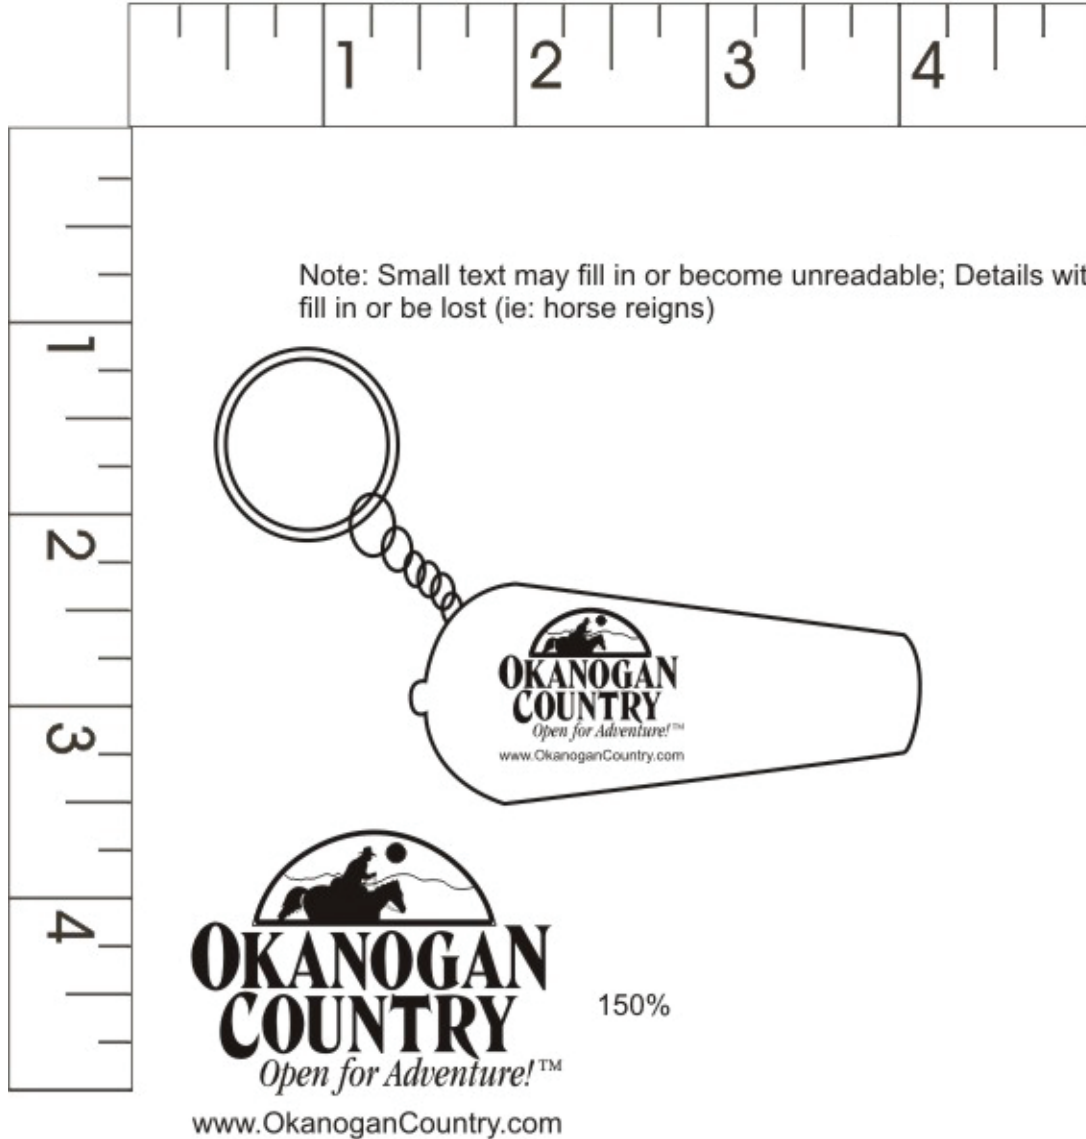 1 2 3 4
1
2
3
4
Note: Small text may fill in or become unreadable; Details
fill in or be lost (ie: horse reigns)
OKANOGAN
COUNTRY
Open for Adventure!™
www.OkanoganCountry.com
OKANOGAN
COUNTRY
Open for Adventure!™
www.OkanoganCountry.com
150%